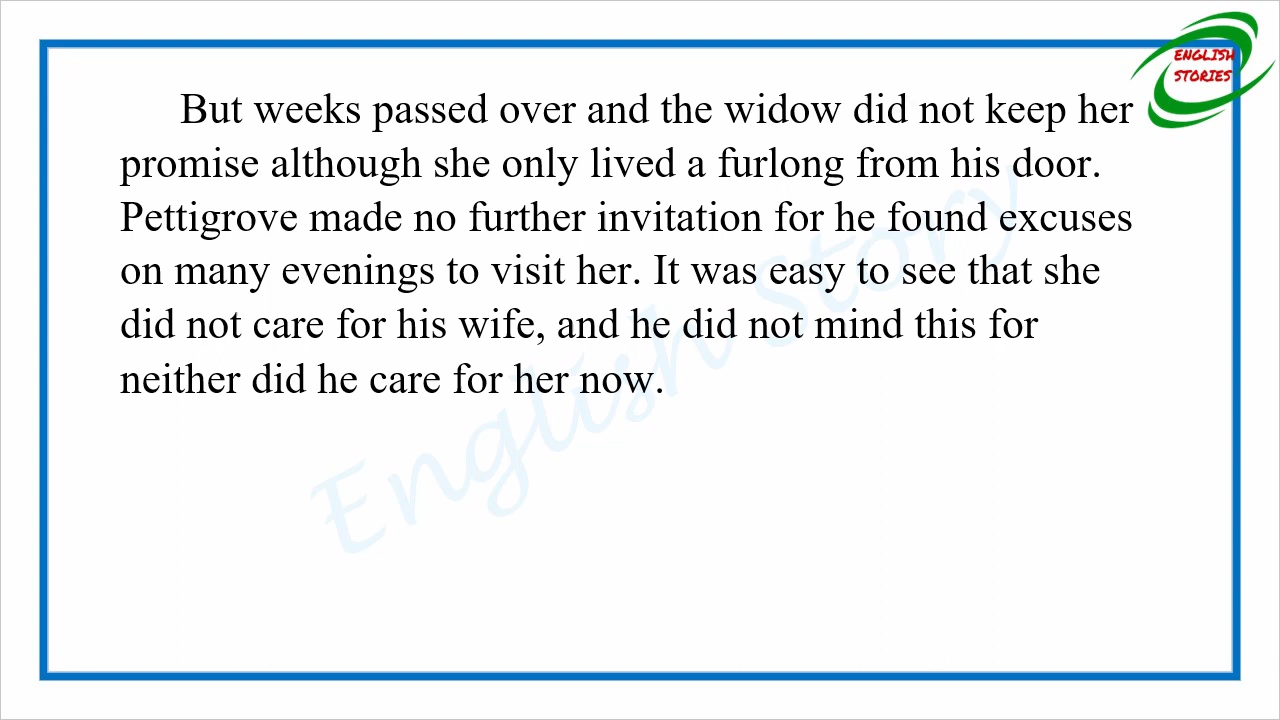 ENGLISH
STORIES
But weeks passed over and the widow did not keep her
promise although she only lived a furlong from his door.
Pettigrove made no further invitation for he found excuses
on many evenings to visit her. It was easy to see that she
did not care for his wife, and he did not mind this for
neither did he care for her now.
English Story